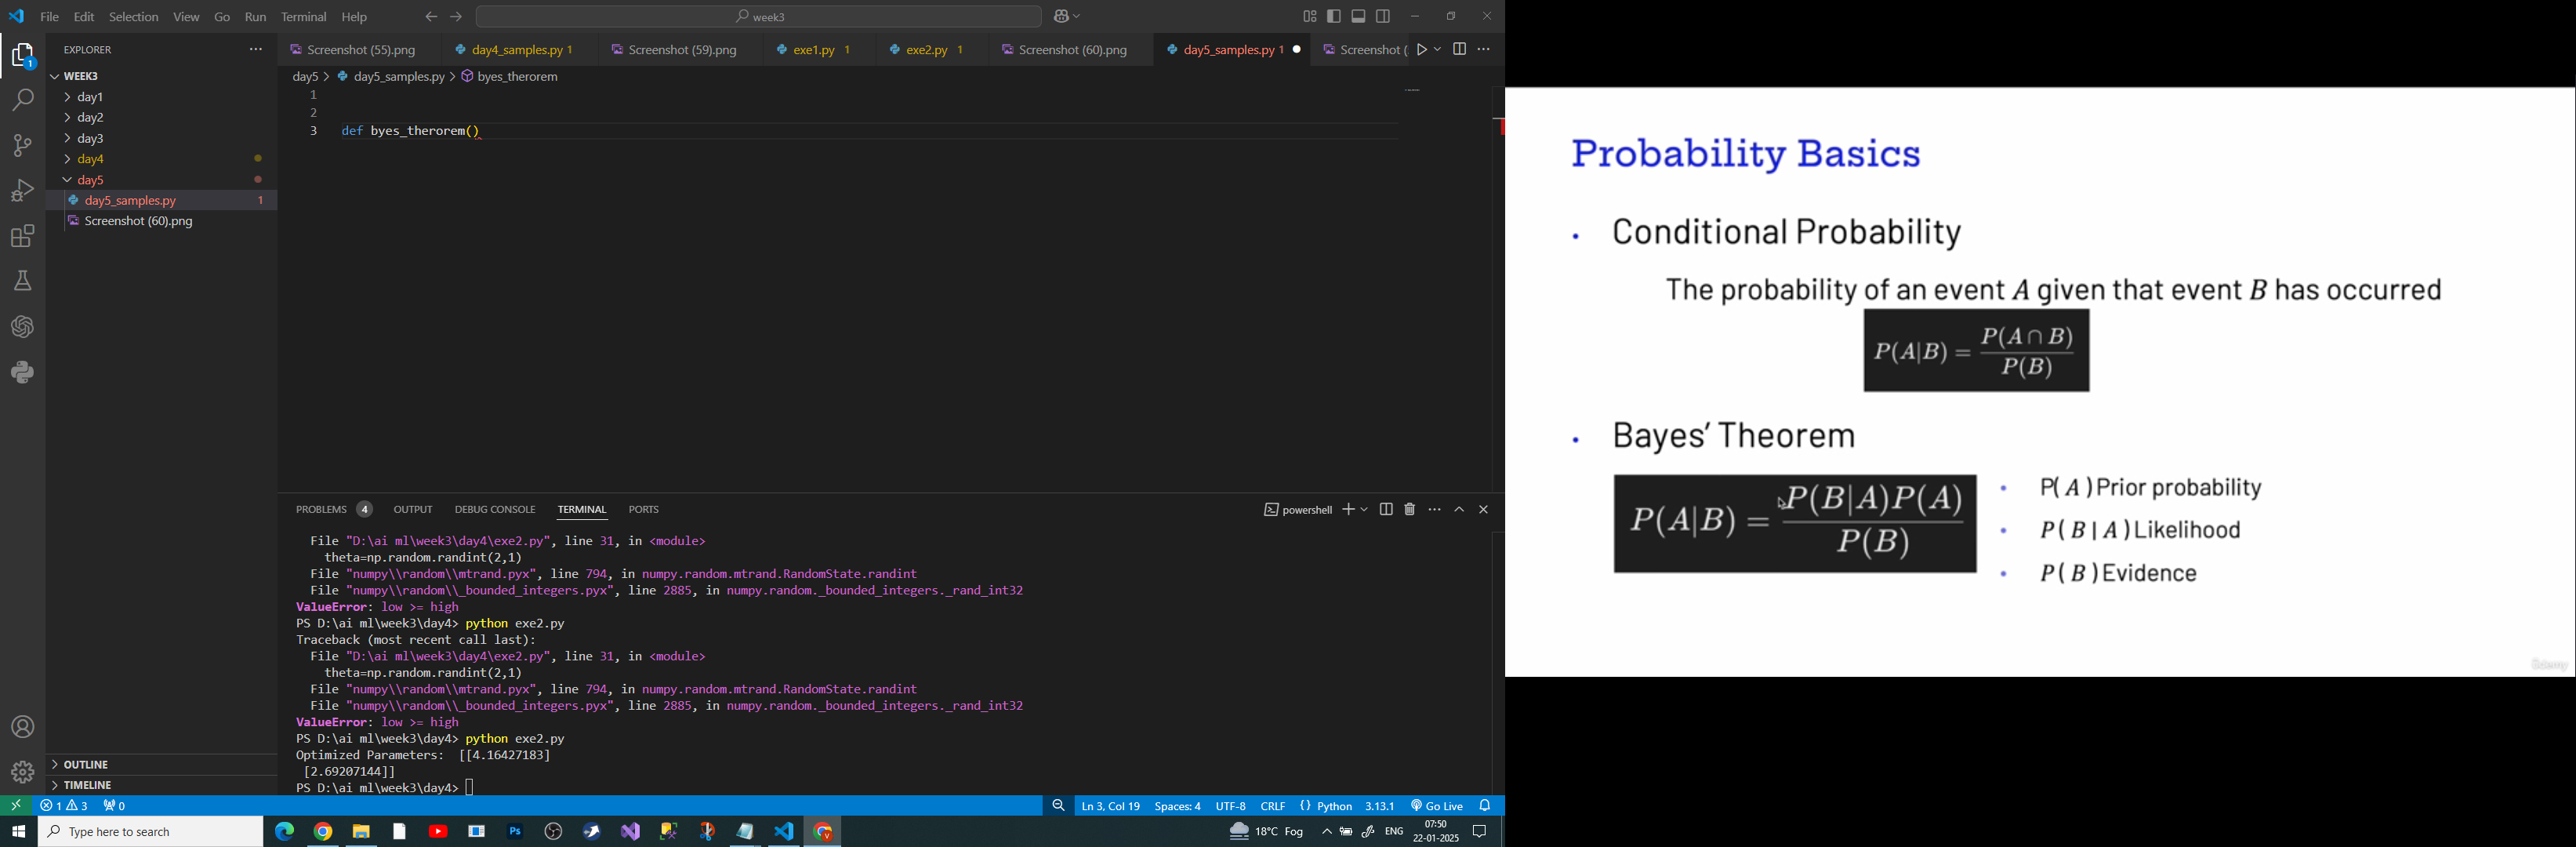 File Edit Selection View Go Run Terminal Help
week3
EXPLORER
WEEK3
day1
day2
day3
day4
day5
day5_samples.py 1
Screenshot (60).png
OUTLINE
TIMELINE
Screenshot (55).png day4_samples.py 1 Screenshot (59).png exe1.py 1 exe2.py 1 Screenshot (60).png day5_samples.py 1 Screenshot (
day5 > day5_samples.py > byes_therorem
1
2
3 def byes_therorem()
PROBLEMS 4 OUTPUT DEBUG CONSOLE TERMINAL PORTS
powershell
File "D:\ai ml\week3\day4\exe2.py", line 31, in <module>
theta=np.random.randint(2,1)
File "numpy\\random\\mtrand.pyx", line 794, in numpy.random.mtrand.RandomState.randint
File "numpy\\random\\_bounded_integers.pyx", line 2885, in numpy.random._bounded_integers._rand_int32
ValueError: low >= high
PS D:\ai ml\week3\day4> python exe2.py
Traceback (most recent call last):
File "D:\ai ml\week3\day4\exe2.py", line 31, in <module>
theta=np.random.randint(2,1)
File "numpy\\random\\mtrand.pyx", line 794, in numpy.random.mtrand.RandomState.randint
File "numpy\\random\\_bounded_integers.pyx", line 2885, in numpy.random._bounded_integers._rand_int32
ValueError: low >= high
PS D:\ai ml\week3\day4> python exe2.py
Optimized Parameters: [[4.16427183]
[2.69207144]]
PS D:\ai ml\week3\day4>
1 3 0
Ln 3, Col 19 Spaces: 4 UTF-8 CRLF {} Python 3.13.1 Go Live
Type here to search
Ps
18°C Fog
ENG
07:50
22-01-2025
1
Probability Basics
• Conditional Probability
The probability of an event A given that event B has occurred
P(A|B) = P(A∩B) / P(B)
• Bayes' Theorem
P(A|B) = P(B|A)P(A) / P(B)
• P( A ) Prior probability
• P( B | A ) Likelihood
• P( B ) Evidence
Udemy